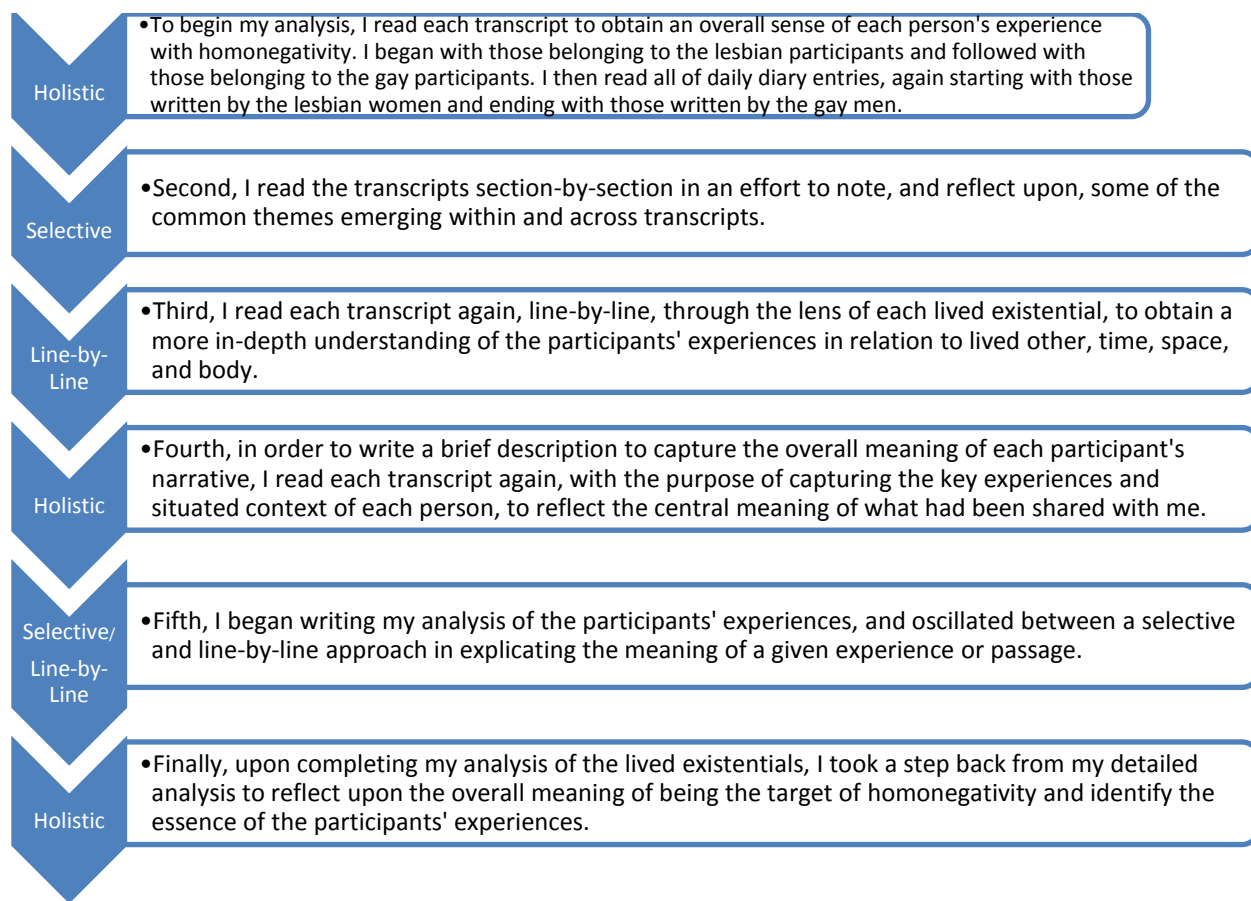 •To begin my analysis, I read each transcript to obtain an overall sense of each person's experience
with homonegativity. I began with those belonging to the lesbian participants and followed with
those belonging to the gay participants. I then read all of daily diary entries, again starting with those
written by the lesbian women and ending with those written by the gay men.
Holistic
•Second, I read the transcripts section-by-section in an effort to note, and reflect upon, some of the
common themes emerging within and across transcripts.
Selective
•Third, I read each transcript again, line-by-line, through the lens of each lived existential, to obtain a
more in-depth understanding of the participants' experiences in relation to lived other, time, space,
and body.
Line-by-
Line
•Fourth, in order to write a brief description to capture the overall meaning of each participant's
narrative, I read each transcript again, with the purpose of capturing the key experiences and
situated context of each person, to reflect the central meaning of what had been shared with me.
Holistic
•Fifth, I began writing my analysis of the participants' experiences, and oscillated between a selective
and line-by-line approach in explicating the meaning of a given experience or passage.
Selective/
Line-by-
Line
•Finally, upon completing my analysis of the lived existentials, I took a step back from my detailed
analysis to reflect upon the overall meaning of being the target of homonegativity and identify the
essence of the participants' experiences.
Holistic